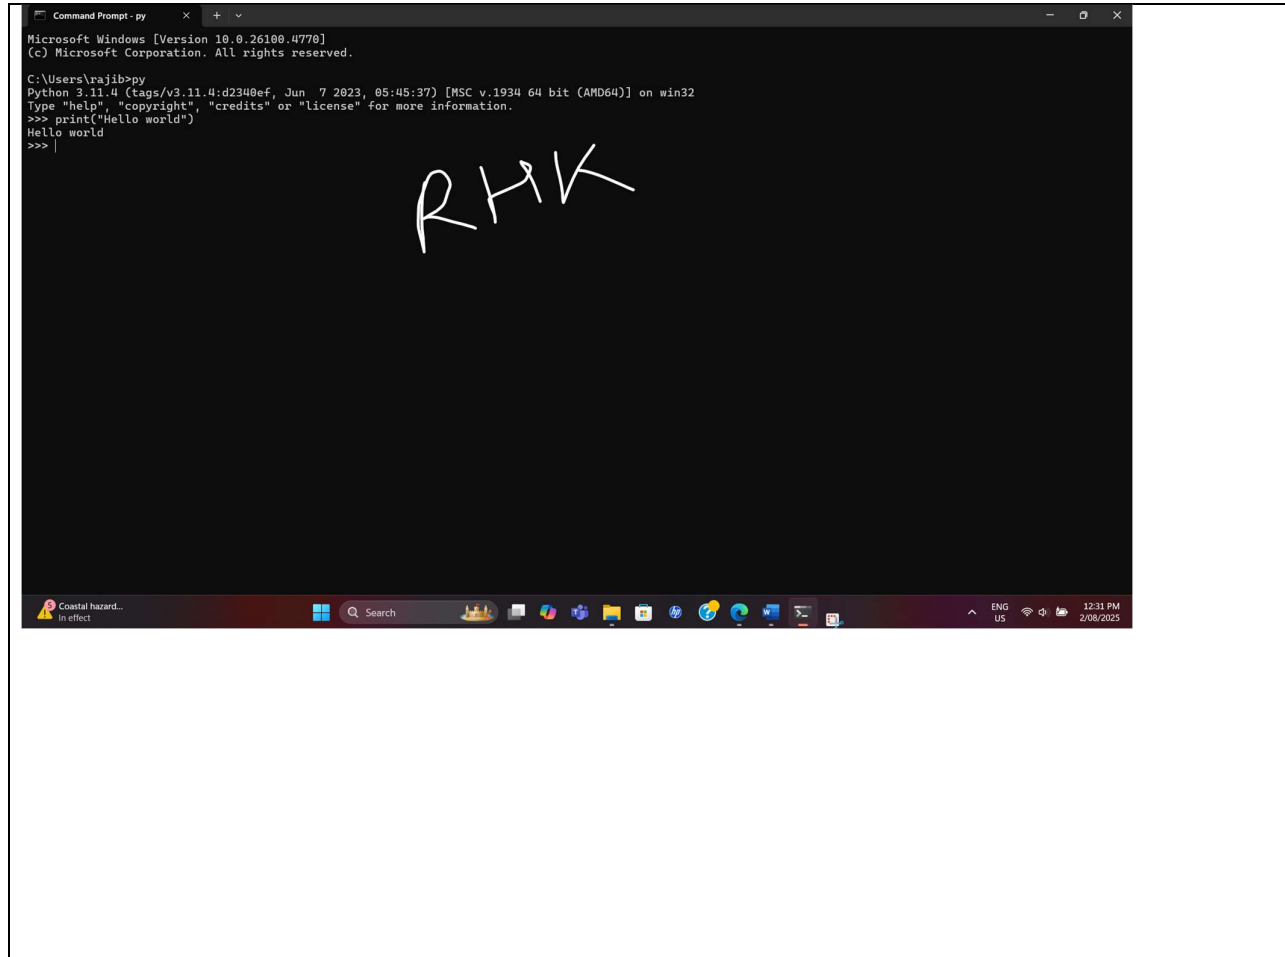 Command Prompt - py
Microsoft Windows [Version 10.0.26100.4770]
(c) Microsoft Corporation. All rights reserved.
C:\Users\rajib>py
Python 3.11.4 (tags/v3.11.4:d2340ef, Jun  7 2023, 05:45:37) [MSC v.1934 64 bit (AMD64)] on win32
Type "help", "copyright", "credits" or "license" for more information.
>>> print("Hello world")
Hello world
>>>
RHK
5
Coastal hazard...
In effect
Search
hp
ENG
US
12:31 PM
2/08/2025